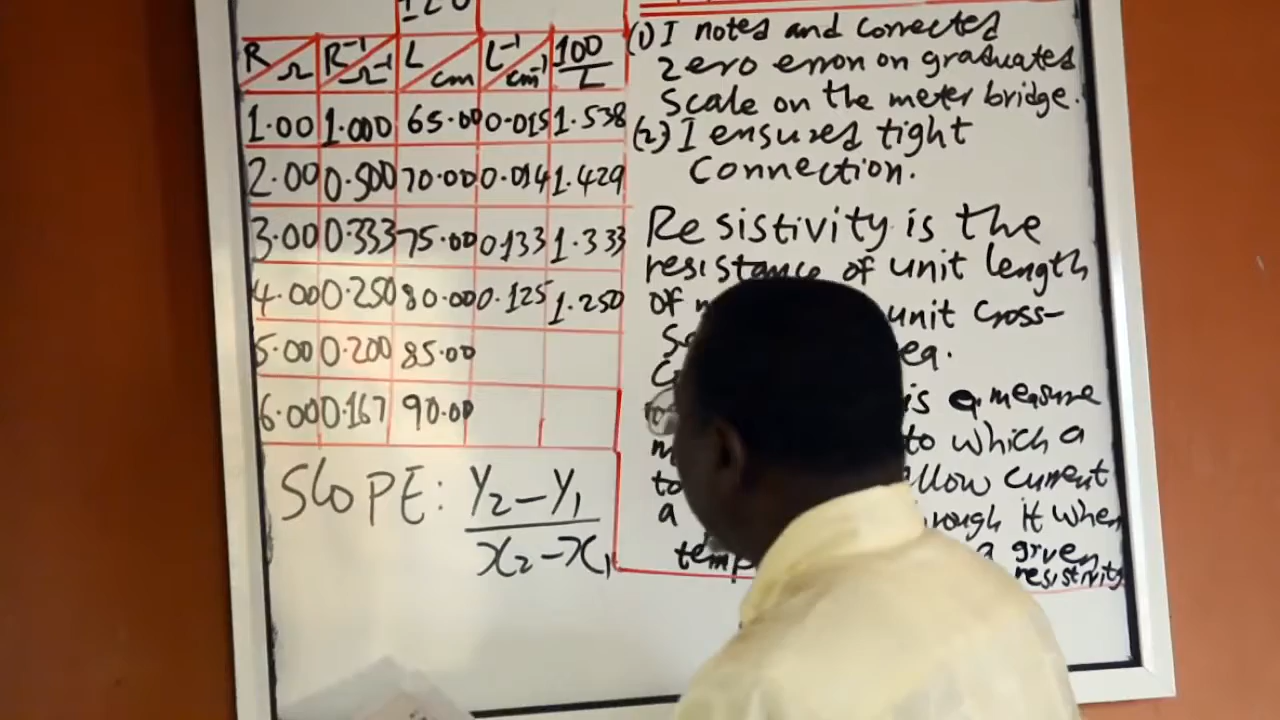 R Ω R⁻¹ Ω⁻¹ L cm L⁻¹ cm⁻¹ 100/L
1.00 1.000 65.00 0.015 1.538
2.00 0.500 70.00 0.014 1.429
3.00 0.333 75.00 0.133 1.333
4.00 0.250 80.00 0.125 1.250
5.00 0.200 85.00
6.00 0.167 90.00
SLOPE: y₂-y₁
x₂-x₁
(1) I noted and corrected
zero error on graduated
scale on the meter bridge.
(2) I ensured tight
connection.
Resistivity is the
resistance of unit length
of unit cross-
is a measure
to which a
to allow current
a through it when
a given
resistivity